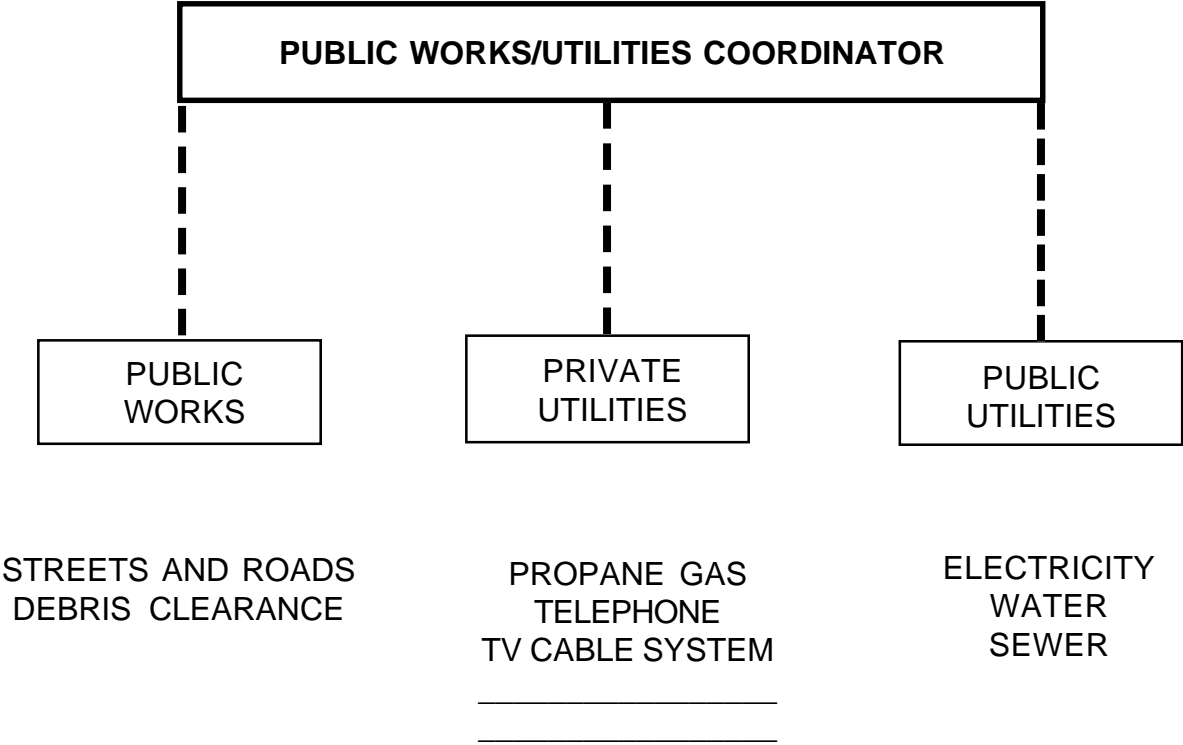 PUBLIC WORKS/UTILITIES COORDINATOR
PUBLIC
WORKS
PRIVATE
UTILITIES
PUBLIC
UTILITIES
STREETS AND ROADS
DEBRIS CLEARANCE
PROPANE GAS
TELEPHONE
TV CABLE SYSTEM
ELECTRICITY
WATER
SEWER